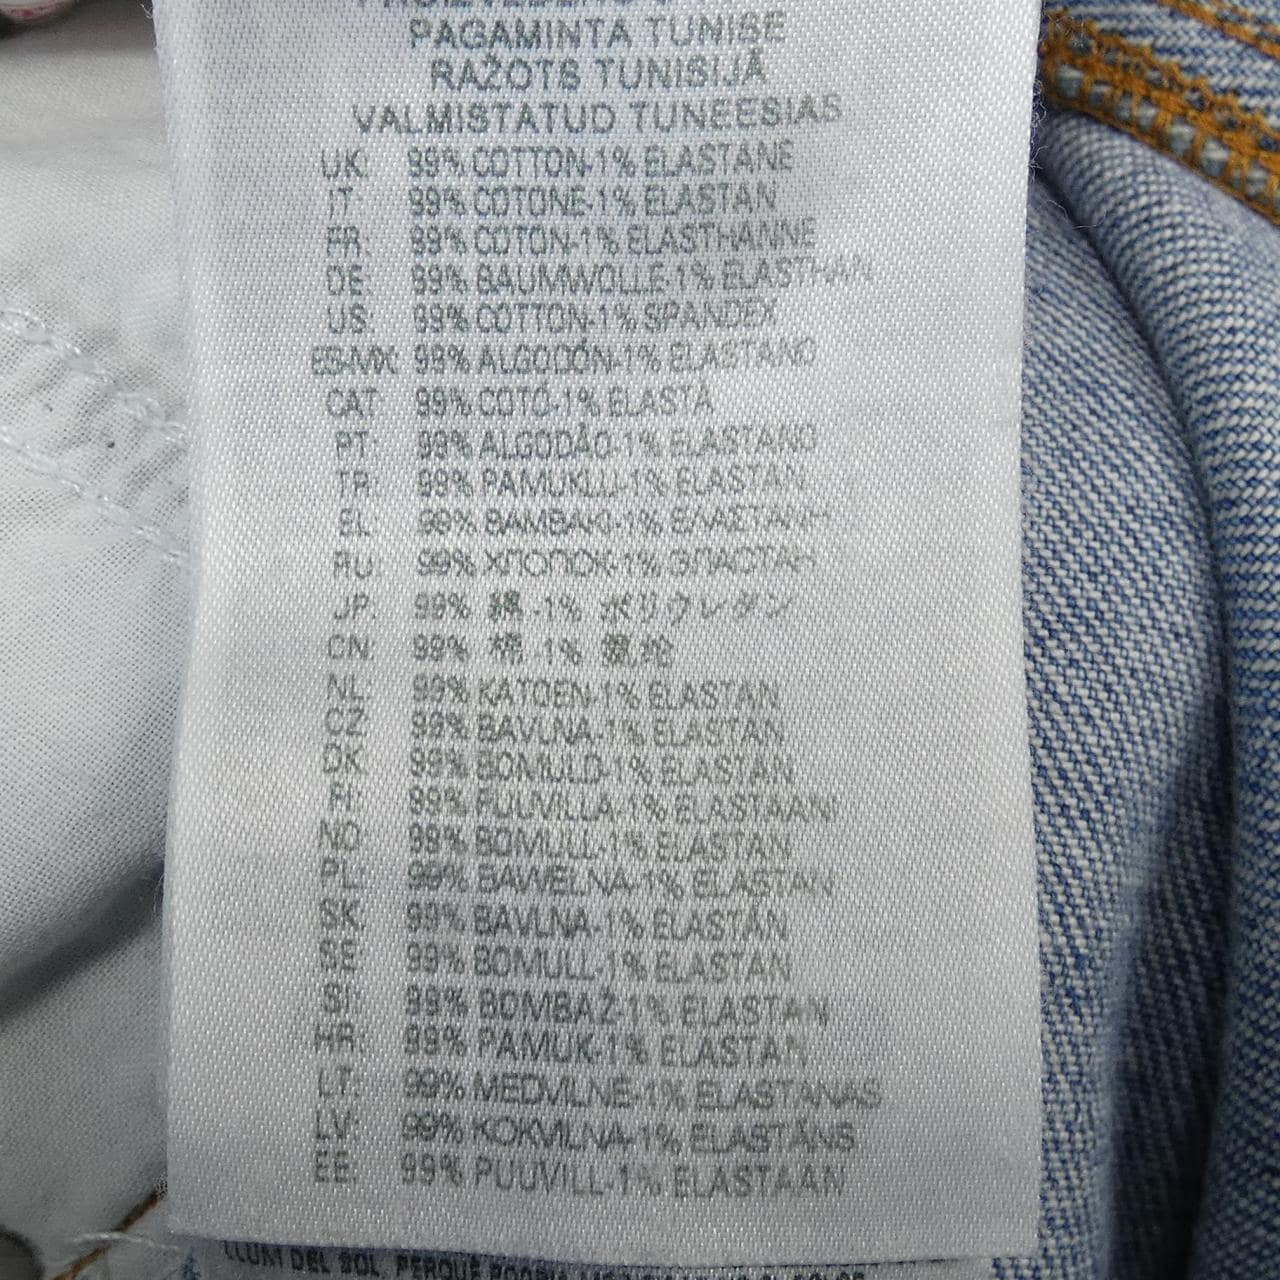 PAGAMINTA TUNISE
RAŽOTS TUNISIJĀ
VALMISTATUD TUNEESIAS
UK: 99% COTTON-1% ELASTANE
IT: 99% COTONE-1% ELASTAN
FR: 99% COTON-1% ELASTHANNE
DE: 99% BAUMWOLLE-1% ELASTHAN
US: 99% COTTON-1% SPANDEX
ES-MX: 99% ALGODÓN-1% ELASTANO
CAT: 99% COTÓ-1% ELASTÀ
PT: 99% ALGODÃO-1% ELASTANO
TR: 99% PAMUKLU-1% ELASTAN
EL: 99% ΒΑΜΒΑΚΙ-1% ΕΛΑΣΤΑΝΗ
RU: 99% ХЛОПОК-1% ЭЛАСТАН
JP: 99% 綿 -1% ポリウレタン
CN: 99% 棉 -1% 氨纶
NL: 99% KATOEN-1% ELASTAN
CZ: 99% BAVLNA-1% ELASTAN
DK: 99% BOMULD-1% ELASTAN
FI: 99% PUUVILLA-1% ELASTAANI
NO: 99% BOMULL-1% ELASTAN
PL: 99% BAWEŁNA-1% ELASTAN
SK: 99% BAVLNA-1% ELASTÁN
SE: 99% BOMULL-1% ELASTAN
SI: 99% BOMBAŽ-1% ELASTAN
HR: 99% PAMUK-1% ELASTAN
LT: 99% MEDVILNĖ-1% ELASTANAS
LV: 99% KOKVILNA-1% ELASTĀNS
EE: 99% PUUVILL-1% ELASTAAN
LLUM DEL SOL, PERQUÈ PODRIA